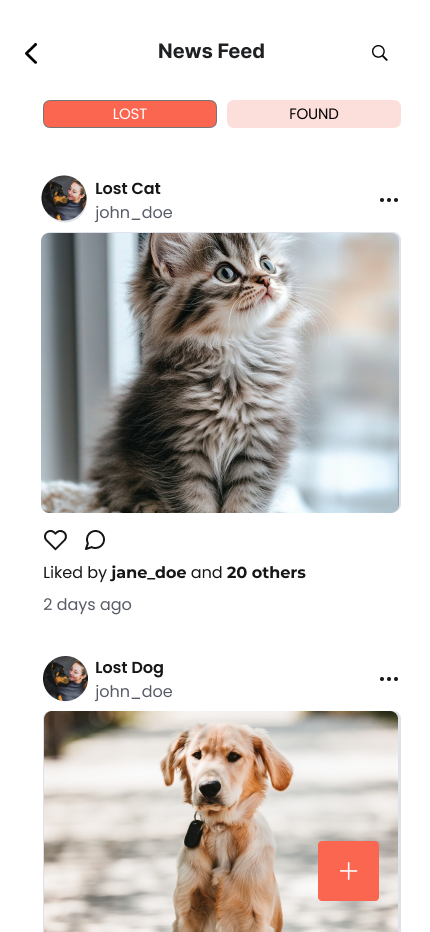 News Feed
LOST
FOUND
Lost Cat
john_doe
Liked by jane_doe and 20 others
2 days ago
Lost Dog
john_doe